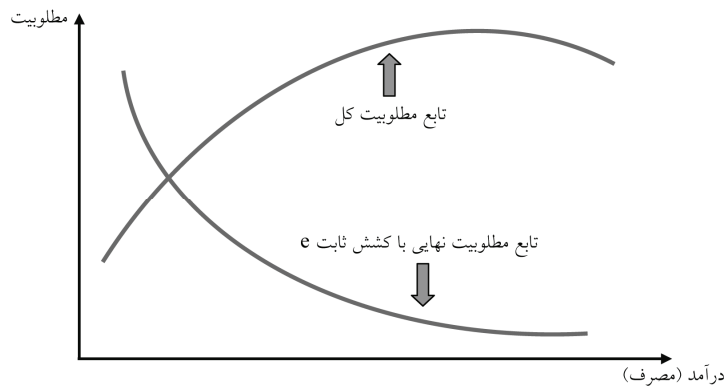 مطلوبیت
تابع مطلوبیت کل
تابع مطلوبیت نهایی با کشش ثابت e
درآمد (مصرف)